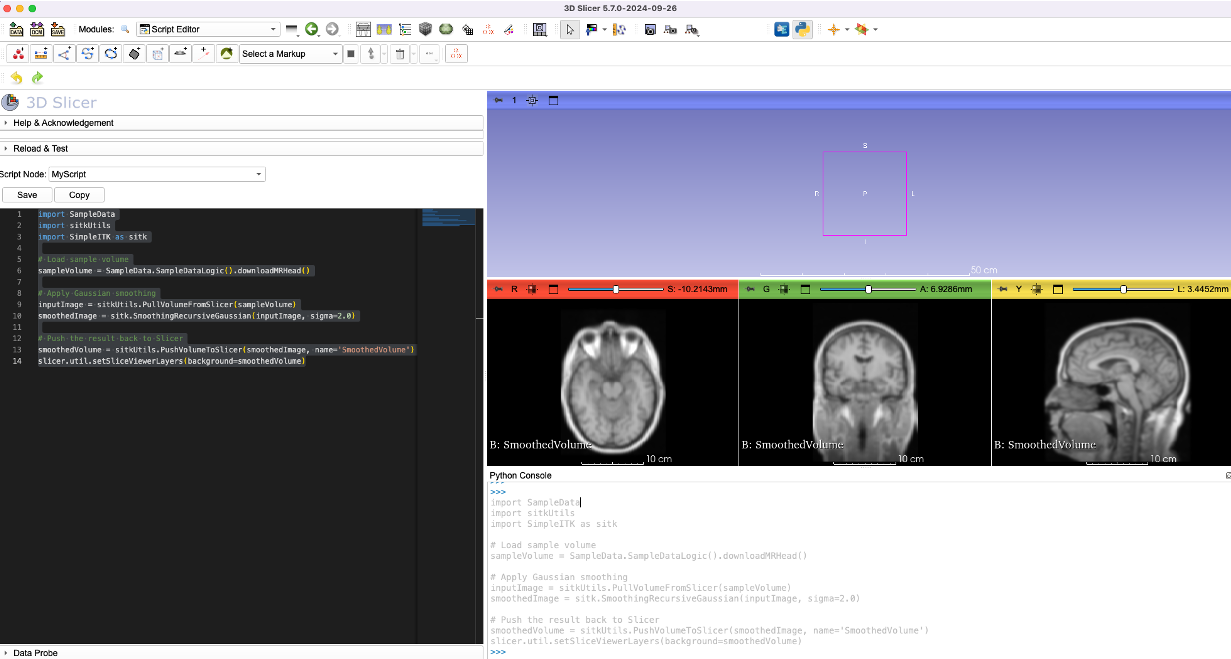 3D Slicer 5.7.0-2024-09-26
DATA DCM SAVE Modules: Script Editor
Select a Markup
3D Slicer
Help & Acknowledgement
Reload & Test
Script Node: MyScript
Save Copy
1 import SampleData
2 import sitkUtils
3 import SimpleITK as sitk
4
5 # Load sample volume
6 sampleVolume = SampleData.SampleDataLogic().downloadMRHead()
7
8 # Apply Gaussian smoothing
9 inputImage = sitkUtils.PullVolumeFromSlicer(sampleVolume)
10 smoothedImage = sitk.SmoothingRecursiveGaussian(inputImage, sigma=2.0)
11
12 # Push the result back to Slicer
13 smoothedVolume = sitkUtils.PushVolumeToSlicer(smoothedImage, name='SmoothedVolume')
14 slicer.util.setSliceViewerLayers(background=smoothedVolume)
Data Probe
1
S
R P L
I
50 cm
R S: -10.2143mm
B: SmoothedVolume
10 cm
G A: 6.9286mm
B: SmoothedVolume
10 cm
Y L: 3.4452mm
B: SmoothedVolume
10 cm
Python Console
>>>
import SampleData
import sitkUtils
import SimpleITK as sitk
# Load sample volume
sampleVolume = SampleData.SampleDataLogic().downloadMRHead()
# Apply Gaussian smoothing
inputImage = sitkUtils.PullVolumeFromSlicer(sampleVolume)
smoothedImage = sitk.SmoothingRecursiveGaussian(inputImage, sigma=2.0)
# Push the result back to Slicer
smoothedVolume = sitkUtils.PushVolumeToSlicer(smoothedImage, name='SmoothedVolume')
slicer.util.setSliceViewerLayers(background=smoothedVolume)
>>>